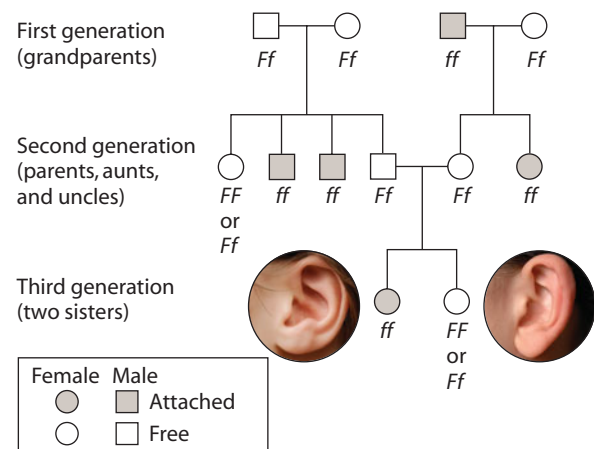 First generation
(grandparents)
Ff Ff ff Ff
Second generation
(parents, aunts,
and uncles)
FF
or
Ff
ff ff Ff Ff ff
Third generation
(two sisters)
ff
FF
or
Ff
Female Male
Attached
Free